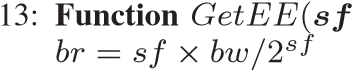 13: Function GetEE(sf
br = sf × bw/2^sf